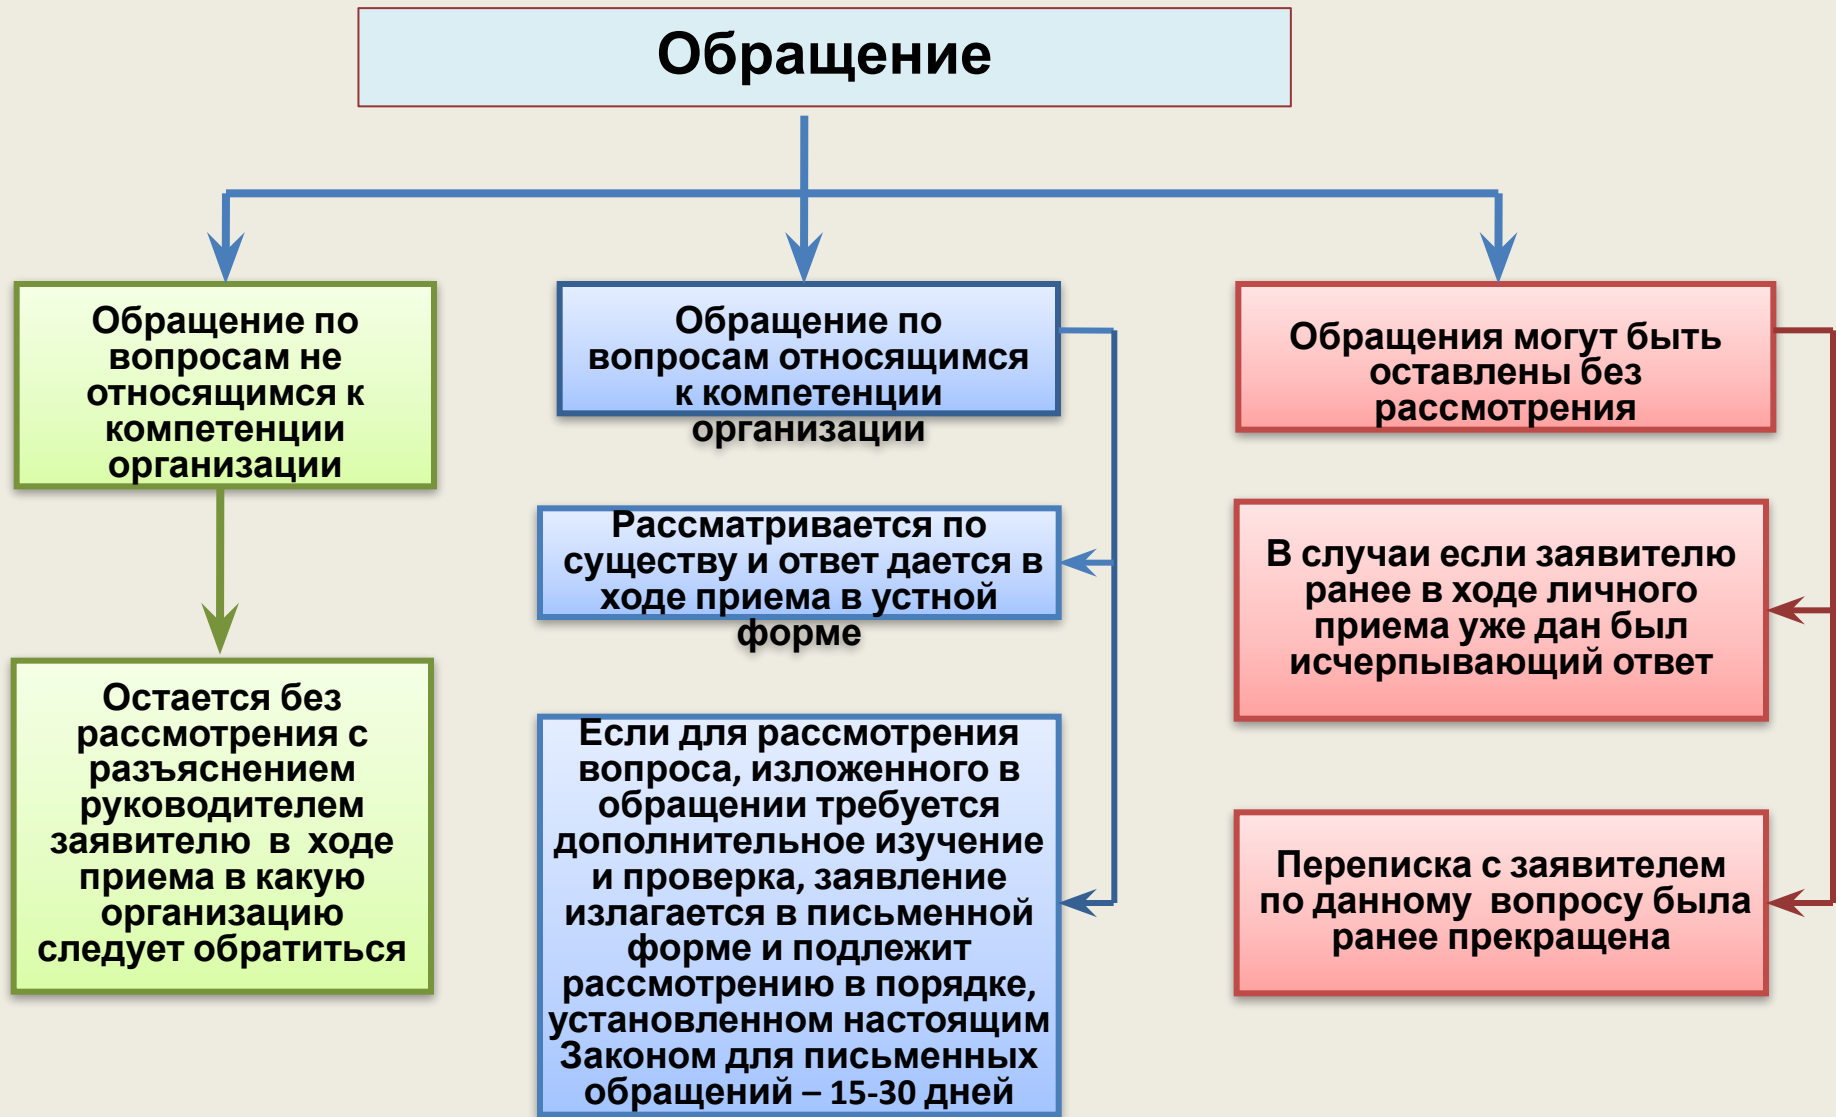 Обращение
Обращение по
вопросам не
относящимся к
компетенции
организации
Остается без
рассмотрения с
разъяснением
руководителем
заявителю в ходе
приема в какую
организацию
следует обратиться
Обращение по
вопросам относящимся
к компетенции
организации
Рассматривается по
существу и ответ дается в
ходе приема в устной
форме
Если для рассмотрения
вопроса, изложенного в
обращении требуется
дополнительное изучение
и проверка, заявление
излагается в письменной
форме и подлежит
рассмотрению в порядке,
установленном настоящим
Законом для письменных
обращений – 15-30 дней
Обращения могут быть
оставлены без
рассмотрения
В случаи если заявителю
ранее в ходе личного
приема уже дан был
исчерпывающий ответ
Переписка с заявителем
по данному вопросу была
ранее прекращена